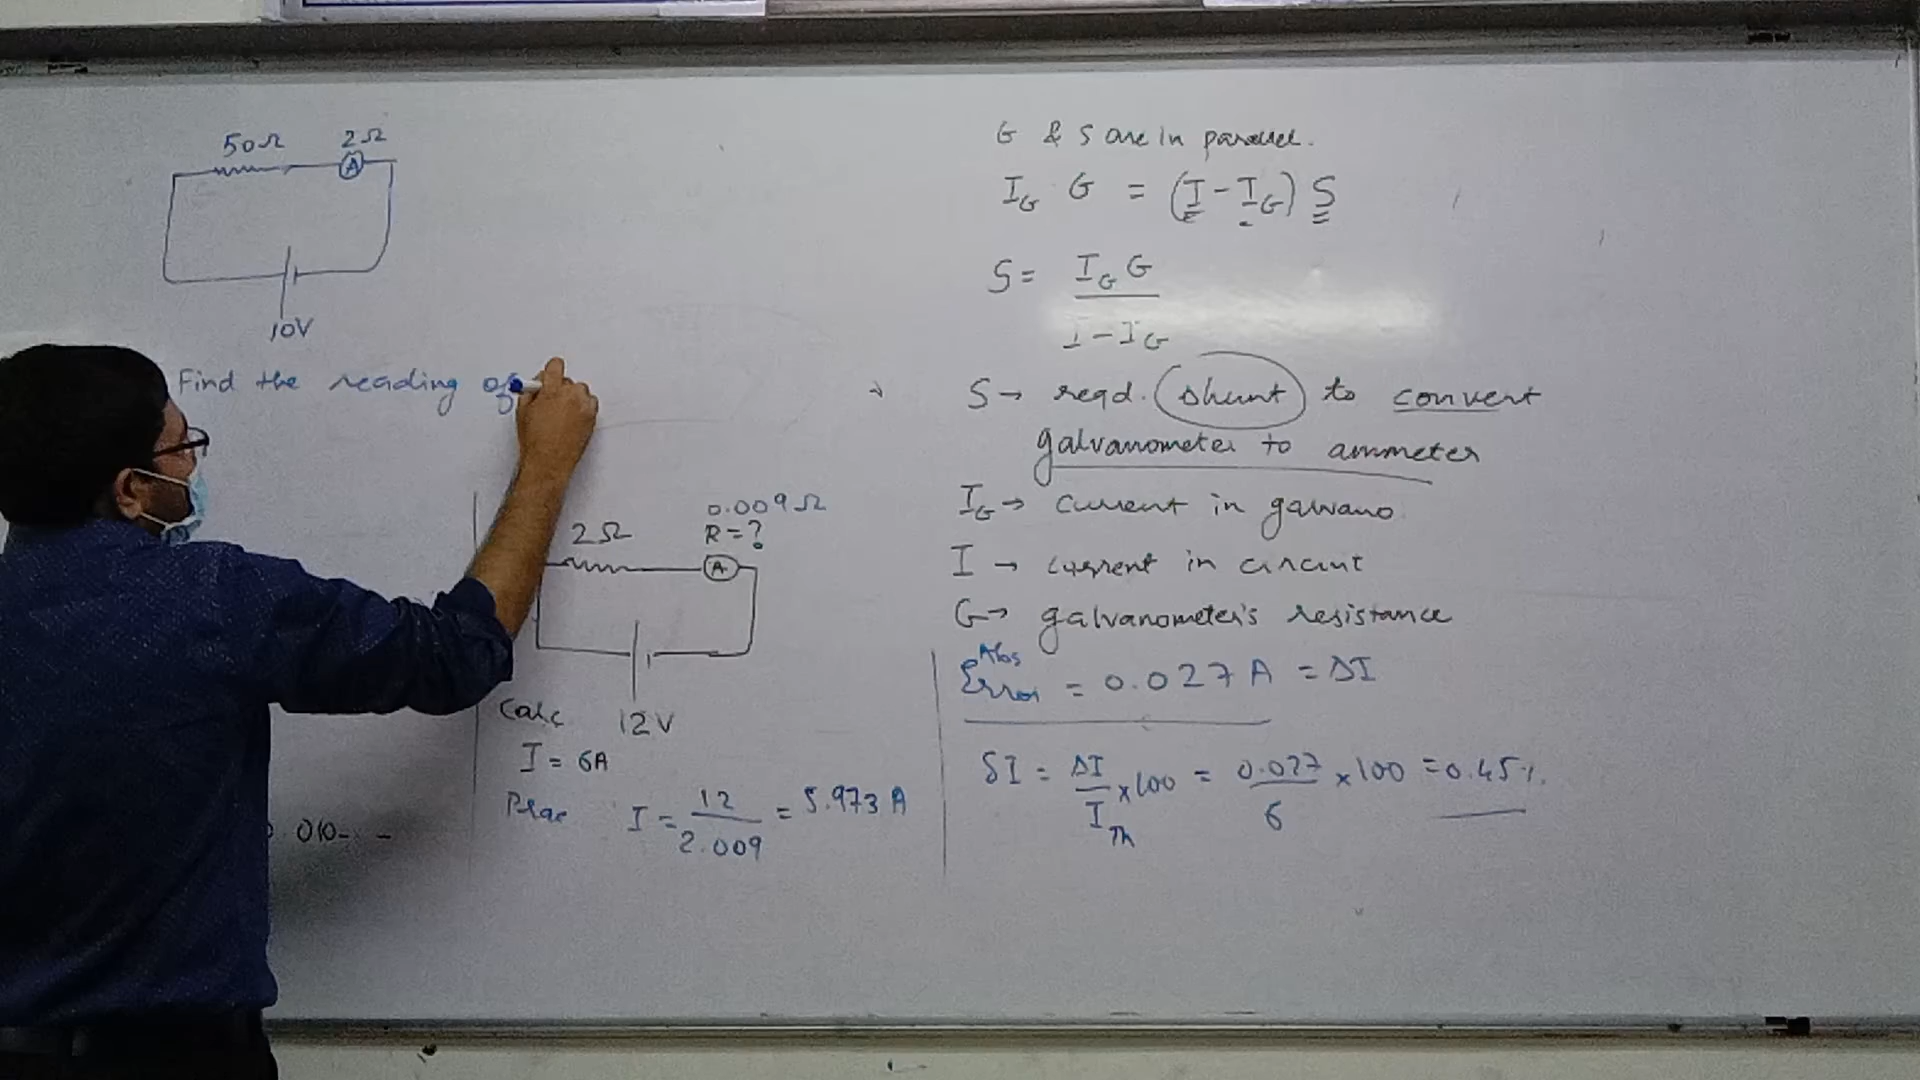 50Ω 2Ω
A
10V
Find the reading of
0.009Ω
2Ω R=?
A
12V
Calc
I = 6A
Prac I = 12/2.009 = 5.973 A
0.010- - -
G & S are in parallel.
I_G G = (I - I_G) S
S = I_G G / I - I_G
S → reqd. shunt to convert
galvanometer to ammeter
I_G → current in galvano
I → current in circuit
G → galvanometer's resistance
Abs
Error = 0.027 A = ΔI
δI = ΔI/I_Th × 100 = 0.027/6 × 100 = 0.45%.